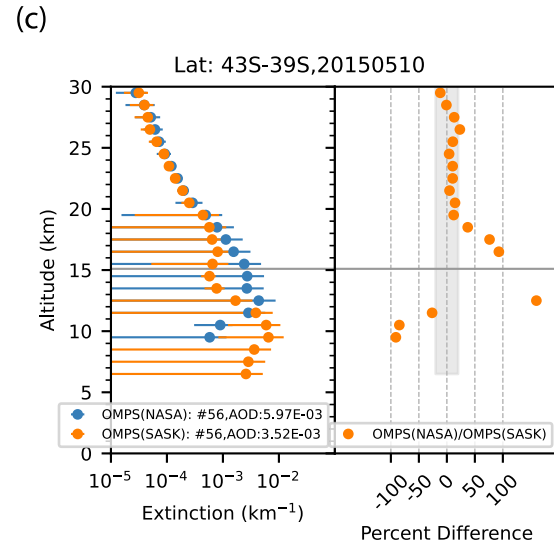 (c)
Lat: 43S-39S,20150510
Altitude (km)
30
25
20
15
10
5
0
OMPS(NASA): #56,AOD:5.97E-03
OMPS(SASK): #56,AOD:3.52E-03
OMPS(NASA)/OMPS(SASK)
10⁻⁵ 10⁻⁴ 10⁻³ 10⁻²
-100 -50 0 50 100
Extinction (km⁻¹)
Percent Difference